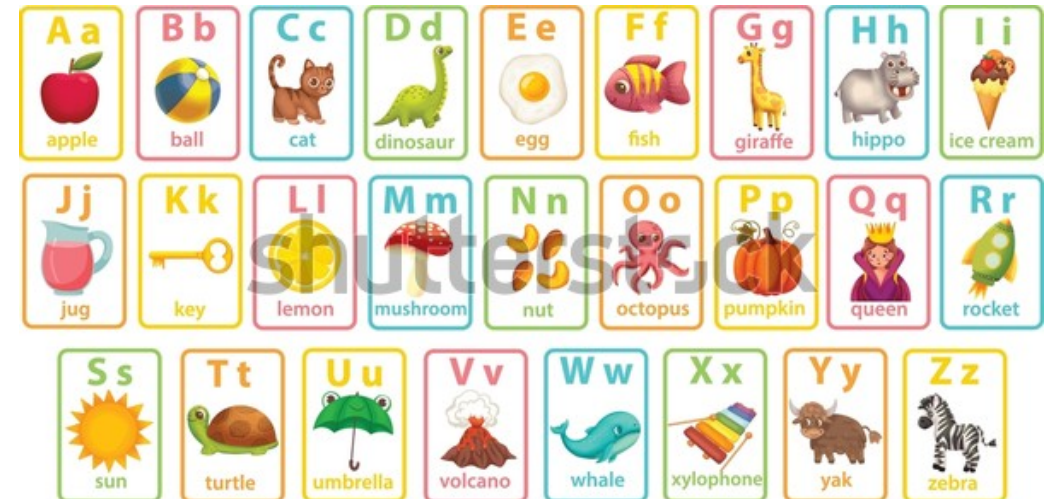 A a
apple
B b
ball
C c
cat
D d
dinosaur
E e
egg
F f
fish
G g
giraffe
H h
hippo
I i
ice cream
J j
jug
K k
key
L l
lemon
M m
mushroom
N n
nut
O o
octopus
P p
pumpkin
Q q
queen
R r
rocket
shutterstock
S s
sun
T t
turtle
U u
umbrella
V v
volcano
W w
whale
X x
xylophone
Y y
yak
Z z
zebra